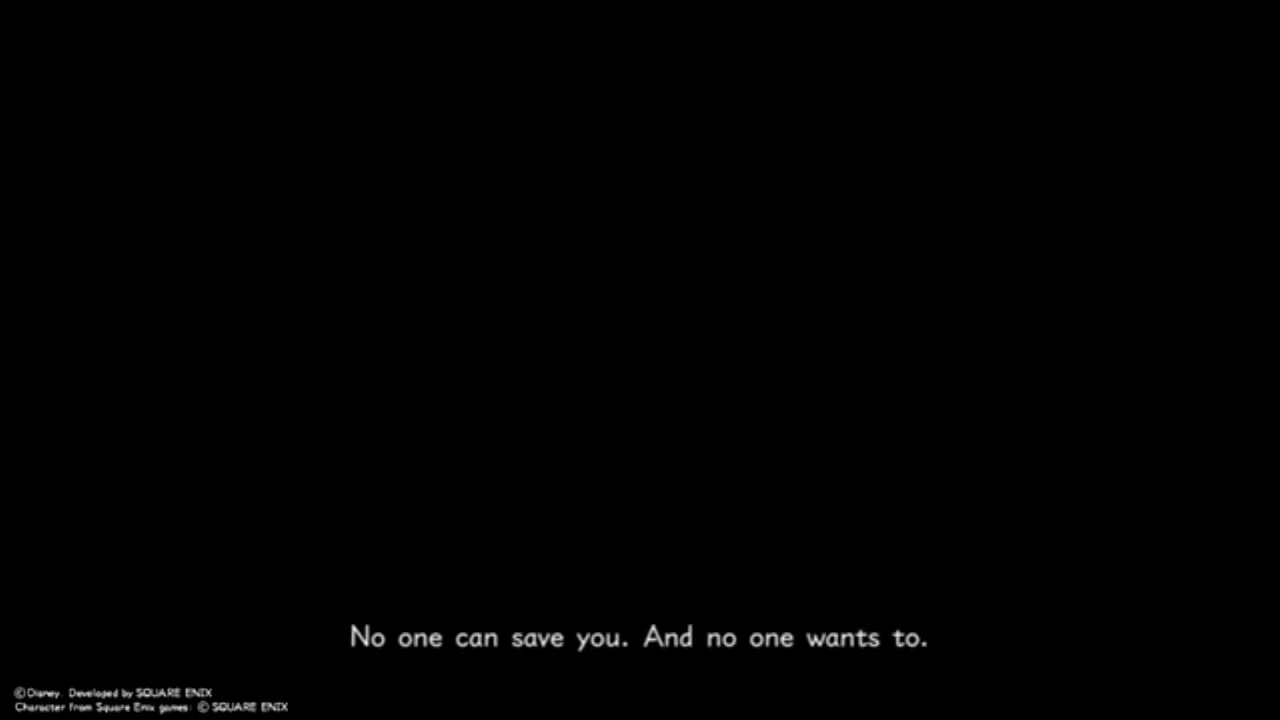 No one can save you. And no one wants to.
©Disney. Developed by SQUARE ENIX
Character from Square Enix games: © SQUARE ENIX